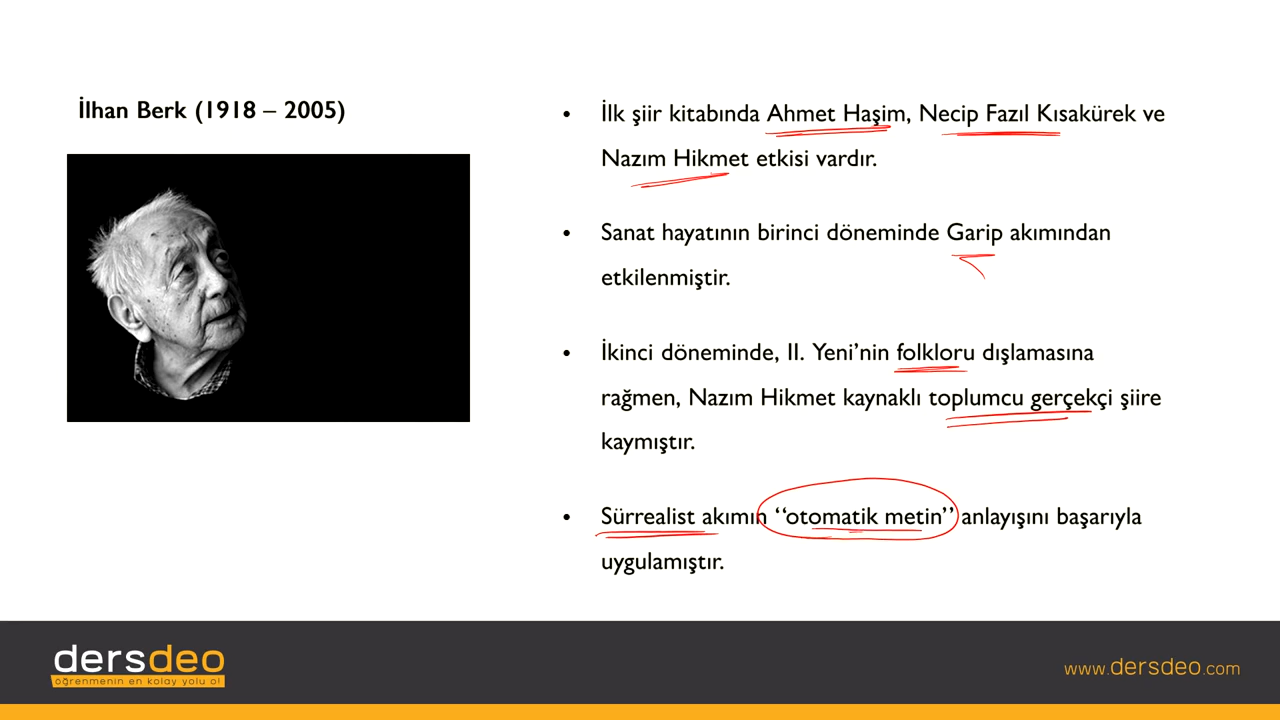 İlhan Berk (1918 – 2005)
• İlk şiir kitabında Ahmet Haşim, Necip Fazıl Kısakürek ve
Nazım Hikmet etkisi vardır.
• Sanat hayatının birinci döneminde Garip akımından
etkilenmiştir.
• İkinci döneminde, II. Yeni’nin folkloru dışlamasına
rağmen, Nazım Hikmet kaynaklı toplumcu gerçekçi şiire
kaymıştır.
• Sürrealist akımın ‘‘otomatik metin’’ anlayışını başarıyla
uygulamıştır.
dersdeo
öğrenmenin en kolay yolu o!
www.dersdeo.com